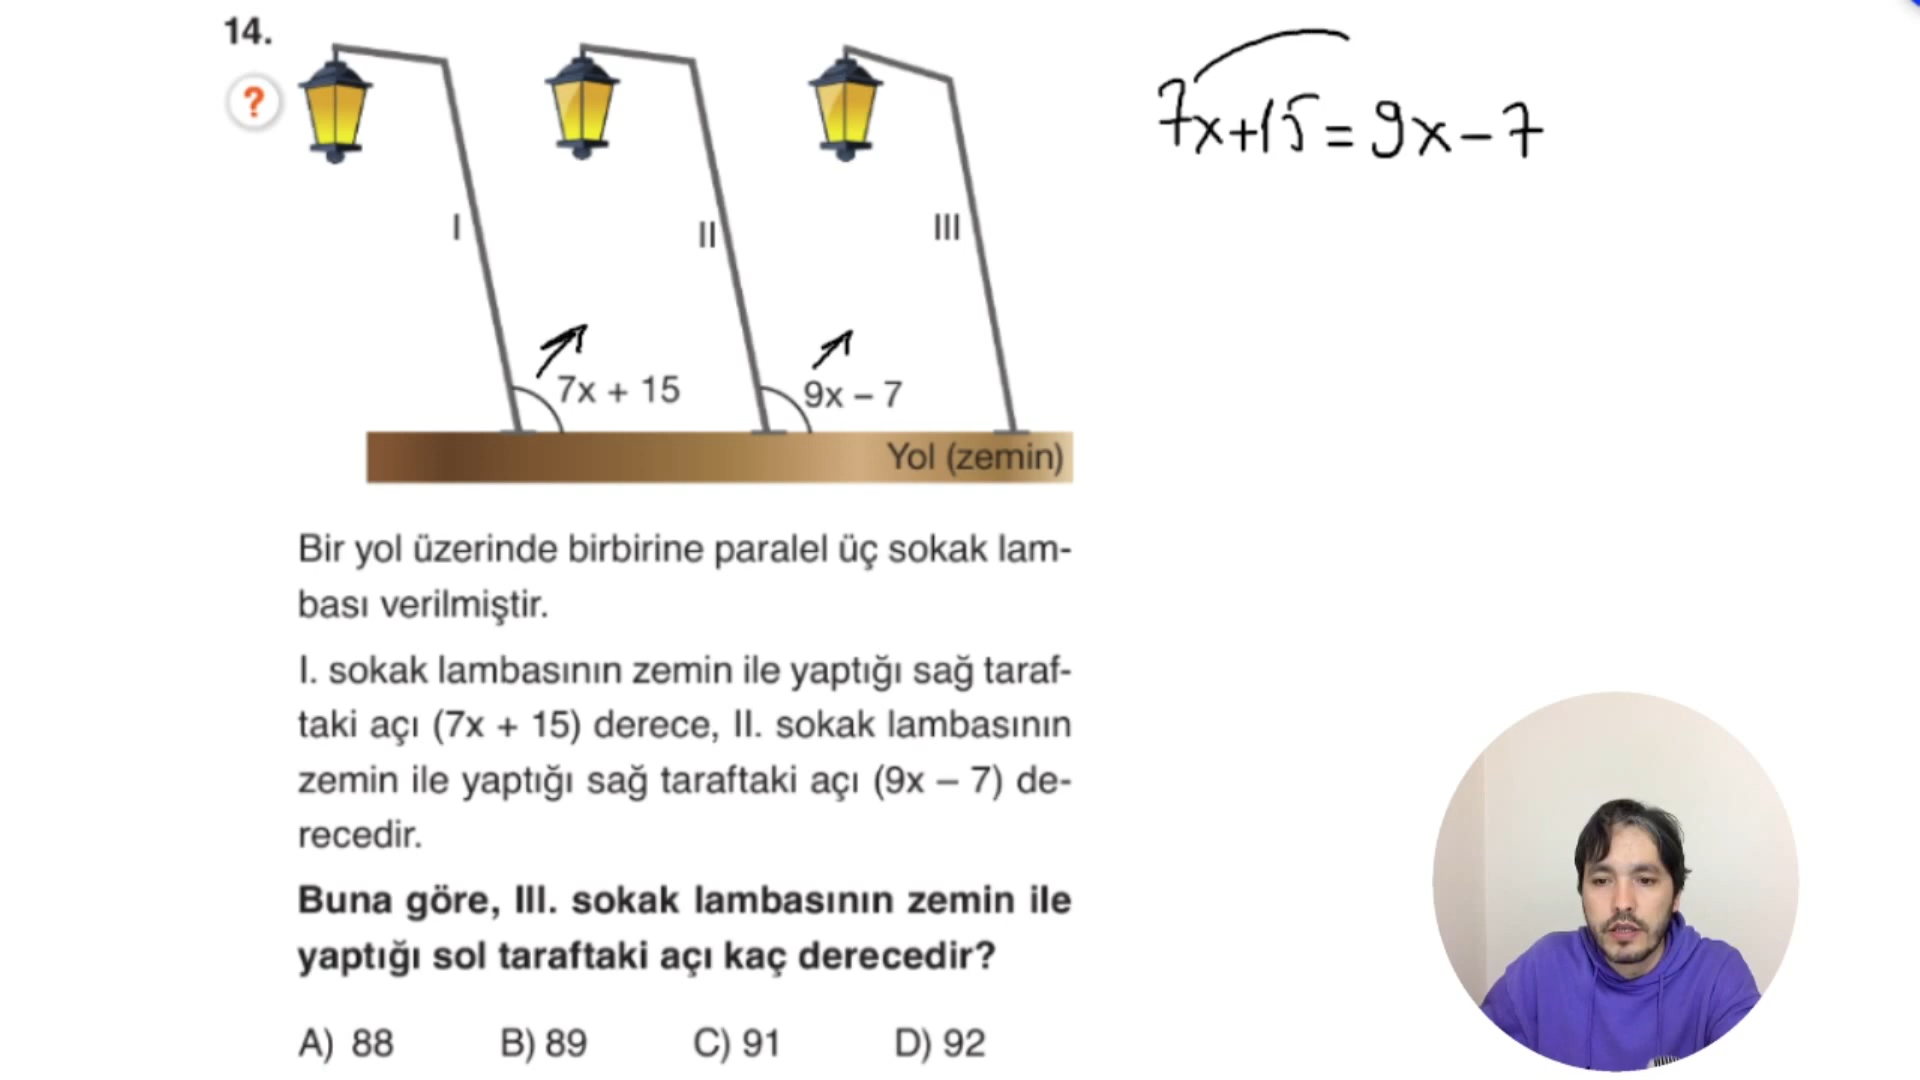 14.
?
7x+15=9x-7
I
II
III
7x + 15
9x – 7
Yol (zemin)
Bir yol üzerinde birbirine paralel üç sokak lam-
bası verilmiştir.
I. sokak lambasının zemin ile yaptığı sağ taraf-
taki açı (7x + 15) derece, II. sokak lambasının
zemin ile yaptığı sağ taraftaki açı (9x – 7) de-
recedir.
Buna göre, III. sokak lambasının zemin ile
yaptığı sol taraftaki açı kaç derecedir?
A) 88 B) 89 C) 91 D) 92